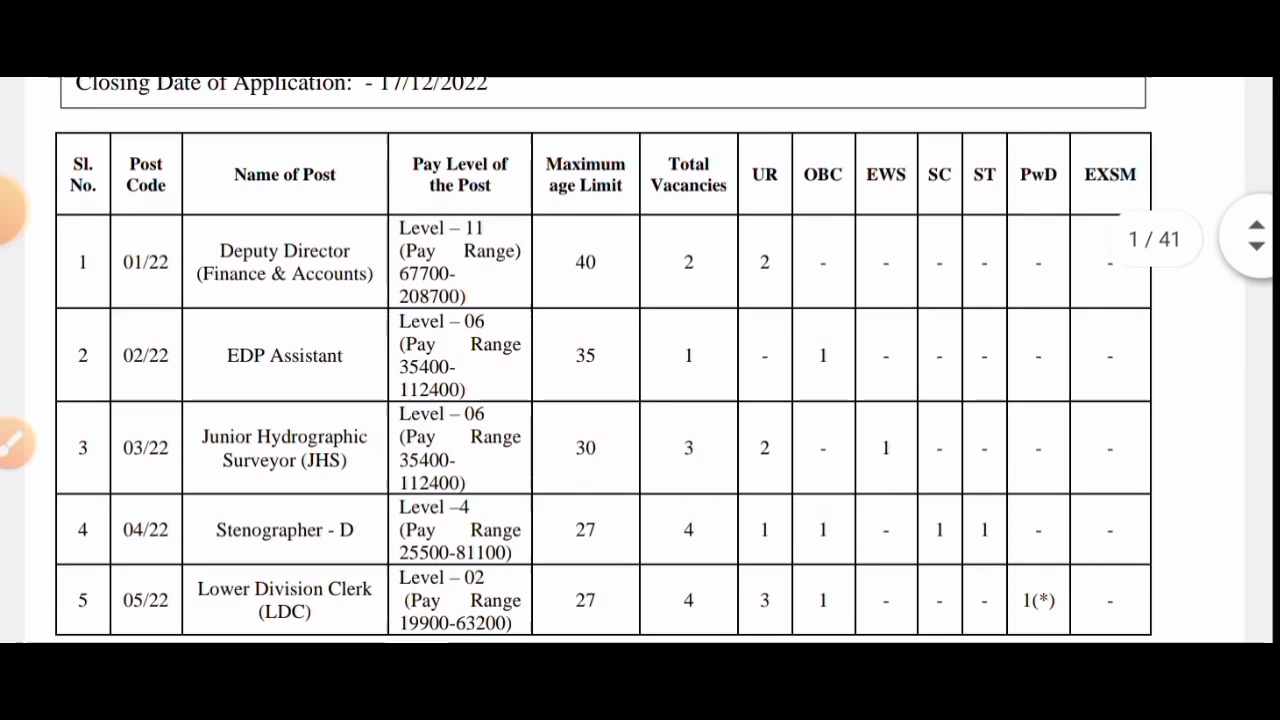 Closing Date of Application: - 17/12/2022
Sl. No. Post Code Name of Post Pay Level of the Post Maximum age Limit Total Vacancies UR OBC EWS SC ST PwD EXSM
1 01/22 Deputy Director (Finance & Accounts) Level – 11 (Pay Range) 67700-208700) 40 2 2 - - - - - -
2 02/22 EDP Assistant Level – 06 (Pay Range 35400-112400) 35 1 - 1 - - - - -
3 03/22 Junior Hydrographic Surveyor (JHS) Level – 06 (Pay Range 35400-112400) 30 3 2 - 1 - - - -
4 04/22 Stenographer - D Level –4 (Pay Range 25500-81100) 27 4 1 1 - 1 1 - -
5 05/22 Lower Division Clerk (LDC) Level – 02 (Pay Range 19900-63200) 27 4 3 1 - - - 1(*) -
1 / 41